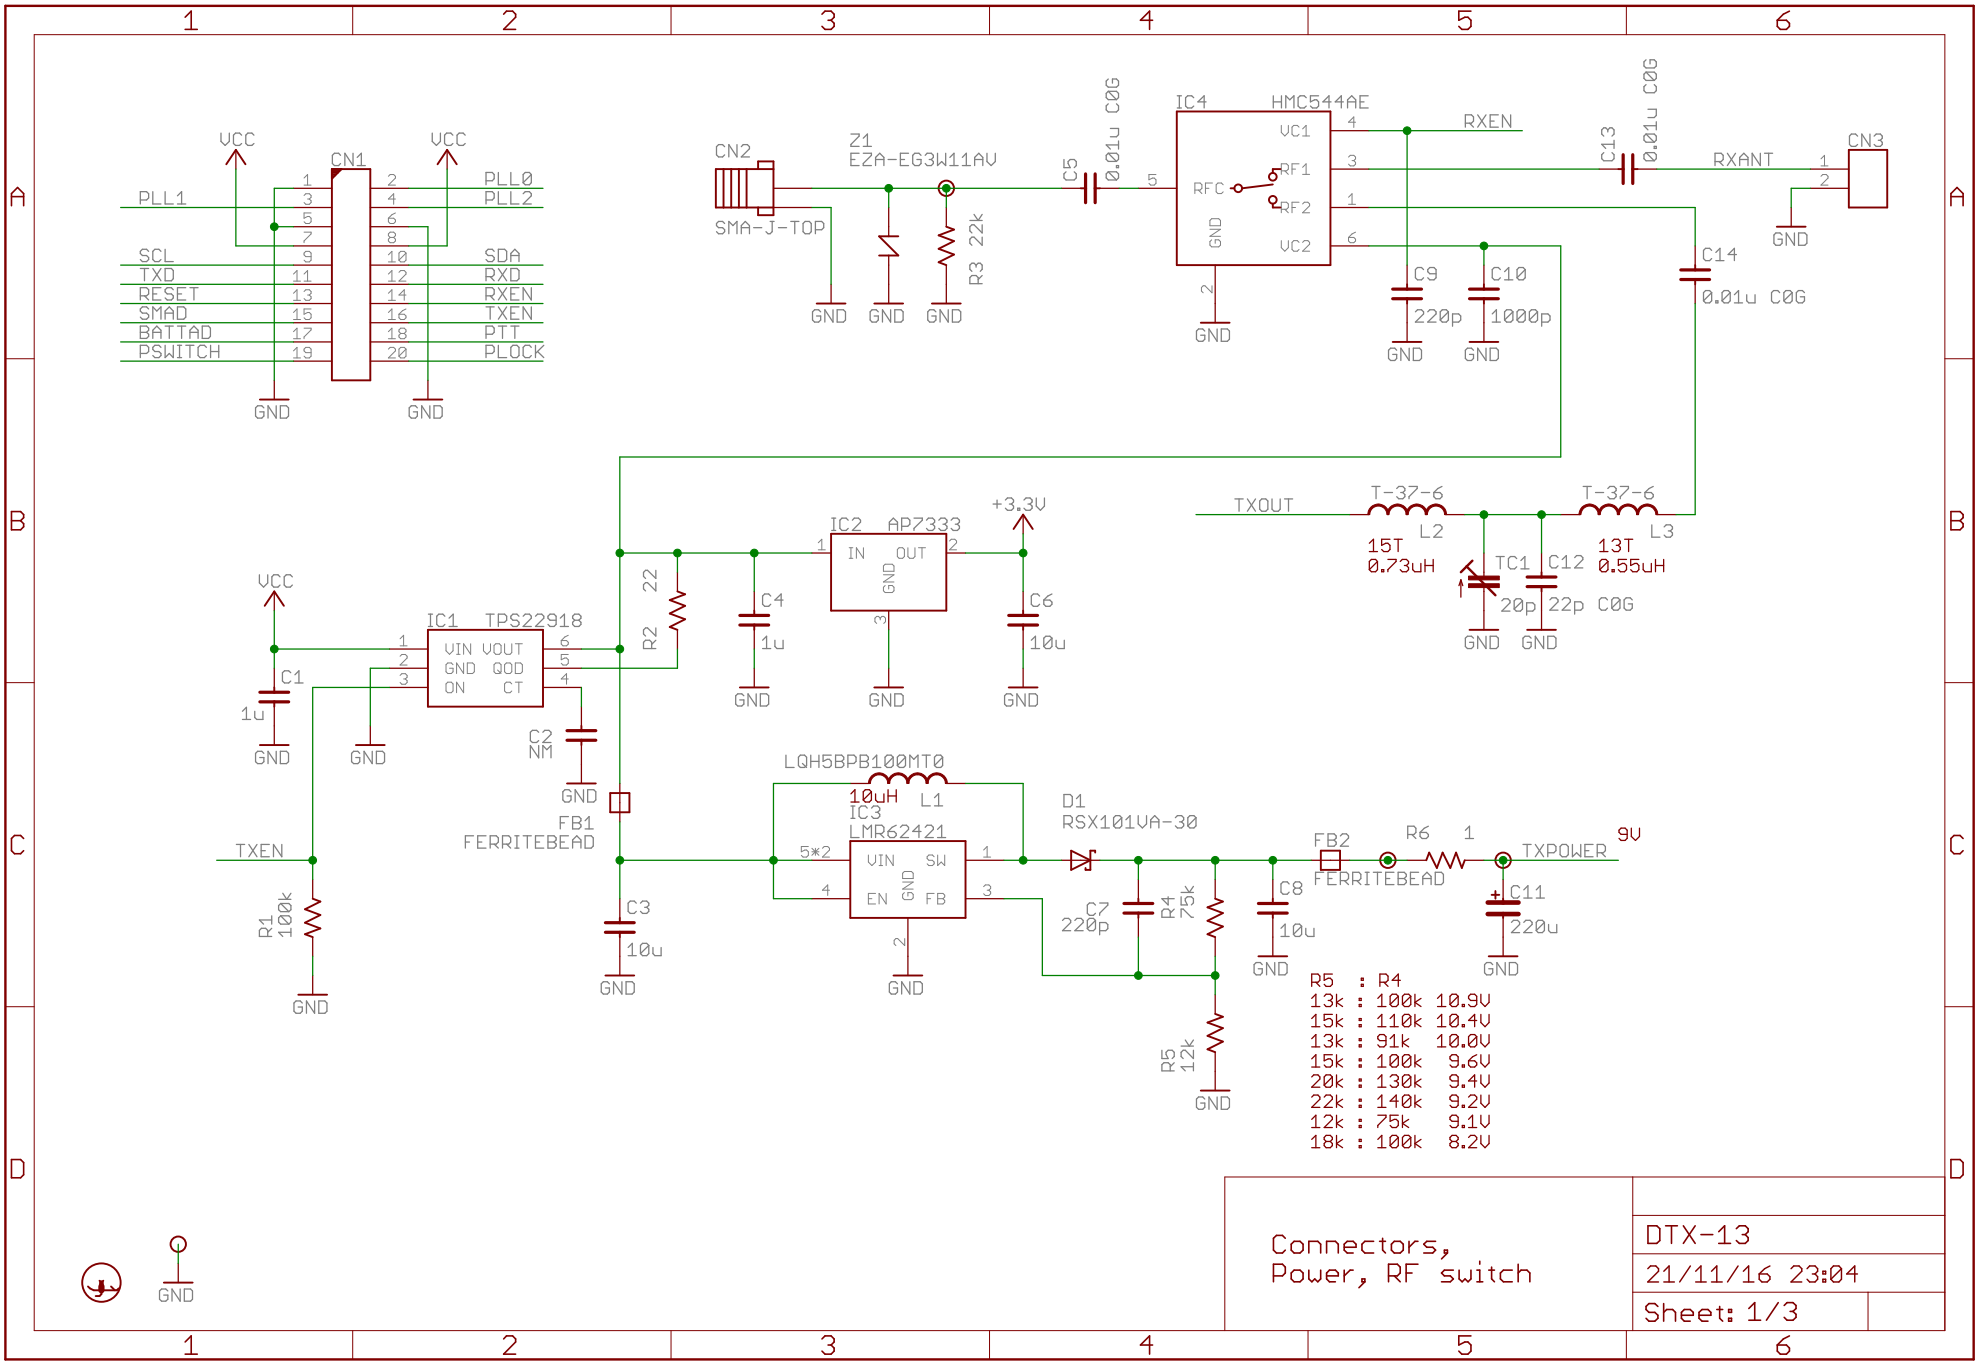 1 2 3 4 5 6
A
VCC
VCC
CN1
1 2 PLL0
PLL1 3 4 PLL2
5 6
7 8
SCL 9 10 SDA
TXD 11 12 RXD
RESET 13 14 RXEN
SMAD 15 16 TXEN
BATTAD 17 18 PTT
PSWITCH 19 20 PLOCK
GND
GND
CN2
SMA-J-TOP
GND
Z1
EZA-EG3W11AV
GND
R3 22k
GND
C5
0.01u C0G
IC4 HMC544AE
5 RFC
VC1 4
RF1 3
RF2 1
VC2 6
GND
2
GND
RXEN
C9
220p
GND
C10
1000p
GND
C13
0.01u C0G
RXANT
CN3
1
2
GND
C14
0.01u C0G
A
B
TXOUT
T-37-6
L2
15T
0.73uH
TC1
20p
GND
C12
22p C0G
GND
T-37-6
L3
13T
0.55uH
B
VCC
C1
1u
GND
IC1 TPS22918
1 VIN VOUT 6
2 GND QOD 5
3 ON CT 4
GND
C2
NM
GND
R2 22
C4
1u
GND
IC2 AP7333
1 IN OUT 2
GND
3
GND
+3.3V
C6
10u
GND
C
TXEN
R1
100k
GND
FB1
FERRITEBEAD
C3
10u
GND
LQH5BPB100MT0
10uH L1
IC3
LMR62421
5*2 VIN SW 1
4 EN FB 3
GND
2
GND
D1
RSX101VA-30
C7
220p
R4
75k
C8
10u
GND
R5
12k
GND
FB2
FERRITEBEAD
R6 1
9V
TXPOWER
C11
+
220u
GND
C
R5 : R4
13k : 100k 10.9V
15k : 110k 10.4V
13k : 91k 10.0V
15k : 100k 9.6V
20k : 130k 9.4V
22k : 140k 9.2V
12k : 75k 9.1V
18k : 100k 8.2V
D
D
GND
Connectors,
Power, RF switch
DTX-13
21/11/16 23:04
Sheet: 1/3
1 2 3 4 5 6